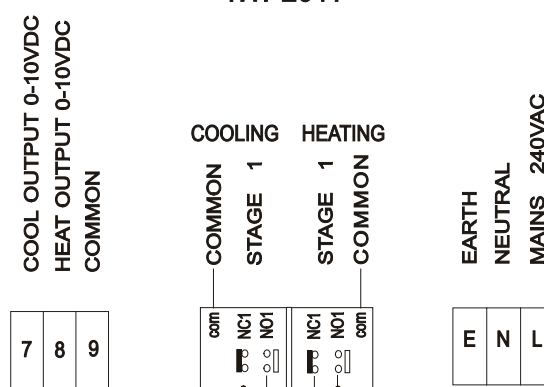 COOL OUTPUT 0-10VDC
HEAT OUTPUT 0-10VDC
COMMON
COOLING HEATING
COMMON
STAGE 1
STAGE 1
COMMON
EARTH
NEUTRAL
MAINS 240VAC
7 8 9
com NC1 NO1 NC1 NO1 com
E N L